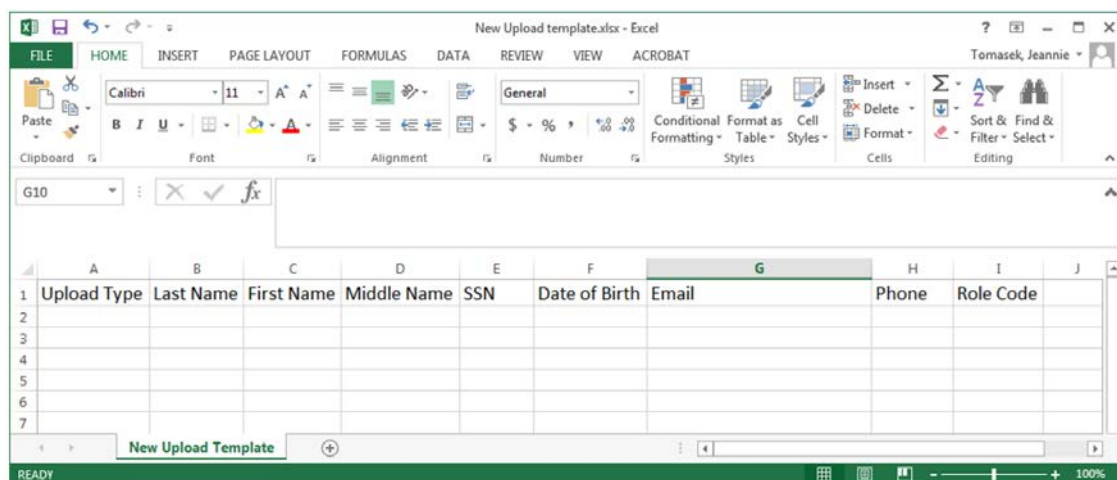 New Upload template.xlsx - Excel
FILE HOME INSERT PAGE LAYOUT FORMULAS DATA REVIEW VIEW ACROBAT Tomasek, Jeannie
Calibri 11 A A General Insert
Paste B I U A $ % , Conditional Format as Cell Delete Sort & Find &
Formatting Table Styles Format Filter Select
Clipboard Font Alignment Number Styles Cells Editing
G10 fx
A B C D E F G H I J
1 Upload Type Last Name First Name Middle Name SSN Date of Birth Email Phone Role Code
2
3
4
5
6
7
New Upload Template
READY 100%